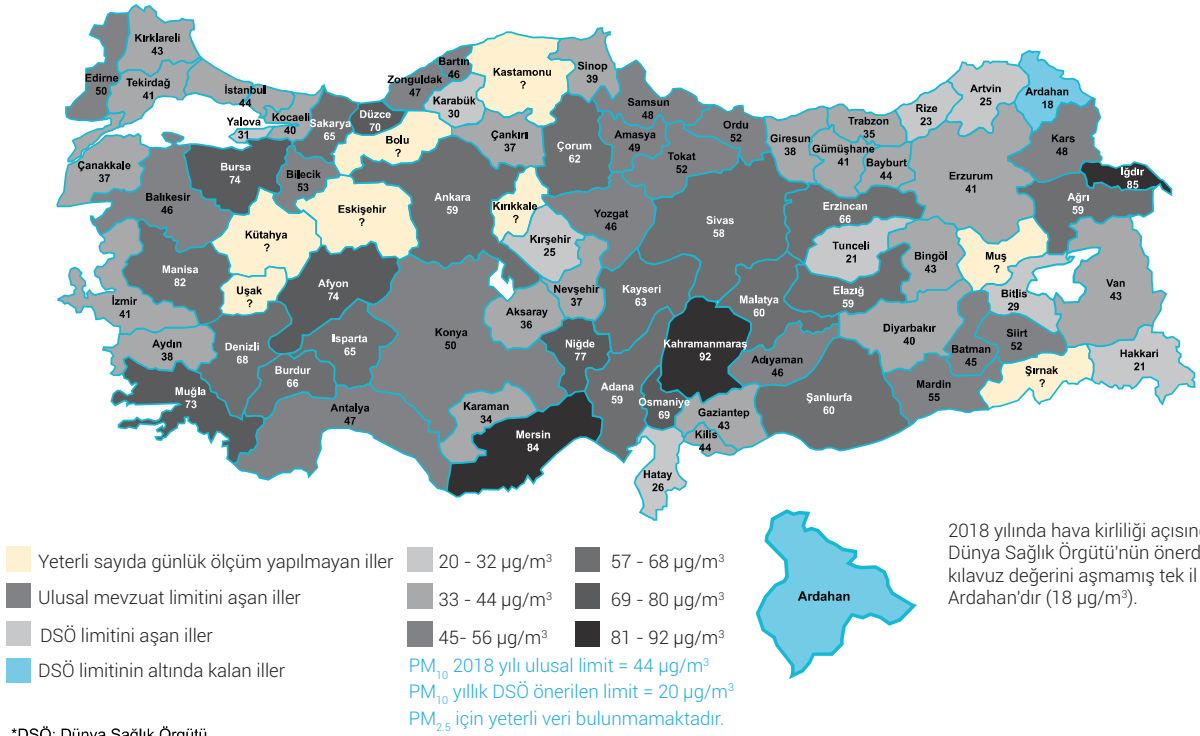 Kırklareli
43
Edirne
50
Tekirdağ
41
İstanbul
44
Yalova
31
Kocaeli
40
Sakarya
65
Düzce
70
Zonguldak
47
Bartın
46
Karabük
30
Kastamonu
?
Sinop
39
Bolu
?
Çankırı
37
Çorum
62
Samsun
48
Amasya
49
Tokat
52
Ordu
52
Giresun
38
Trabzon
35
Gümüşhane
41
Bayburt
44
Rize
23
Artvin
25
Ardahan
18
Kars
48
Iğdır
85
Ağrı
59
Erzurum
41
Erzincan
66
Çanakkale
37
Balıkesir
46
Bursa
74
Bilecik
53
Eskişehir
?
Kütahya
?
Ankara
59
Kırıkkale
?
Kırşehir
25
Yozgat
46
Sivas
58
Tunceli
21
Bingöl
43
Muş
?
Bitlis
29
Van
43
Manisa
82
Uşak
?
Afyon
74
İzmir
41
Aydın
38
Denizli
68
Isparta
65
Burdur
66
Muğla
73
Antalya
47
Konya
50
Aksaray
36
Nevşehir
37
Kayseri
63
Niğde
77
Karaman
34
Mersin
84
Adana
59
Osmaniye
69
Kahramanmaraş
92
Malatya
60
Elazığ
59
Adıyaman
46
Gaziantep
43
Kilis
44
Hatay
26
Şanlıurfa
60
Diyarbakır
40
Batman
45
Mardin
55
Siirt
52
Şırnak
?
Hakkari
21
Yeterli sayıda günlük ölçüm yapılmayan iller
Ulusal mevzuat limitini aşan iller
DSÖ limitini aşan iller
DSÖ limitinin altında kalan iller
20 - 32 µg/m³
33 - 44 µg/m³
45- 56 µg/m³
57 - 68 µg/m³
69 - 80 µg/m³
81 - 92 µg/m³
PM₁₀ 2018 yılı ulusal limit = 44 µg/m³
PM₁₀ yıllık DSÖ önerilen limit = 20 µg/m³
PM₂.₅ için yeterli veri bulunmamaktadır.
Ardahan
2018 yılında hava kirliliği
Dünya Sağlık Örgütü'nün
kılavuz değerini aşmamış tek il
Ardahan'dır (18 µg/m³).
*DSÖ: Dünya Sağlık Örgütü